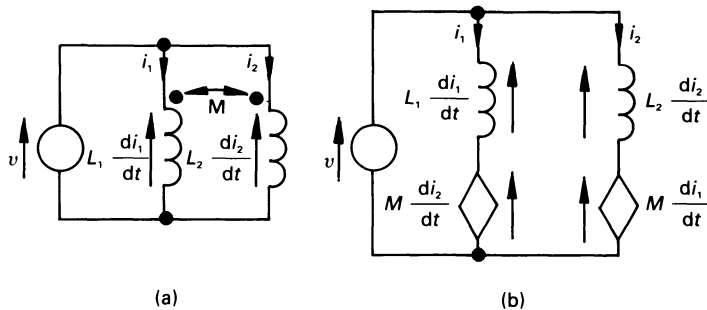 i₁ i₂
M
v L₁ di₁/dt L₂ di₂/dt
(a)
i₁ i₂
L₁ di₁/dt L₂ di₂/dt
v
M di₂/dt M di₁/dt
(b)